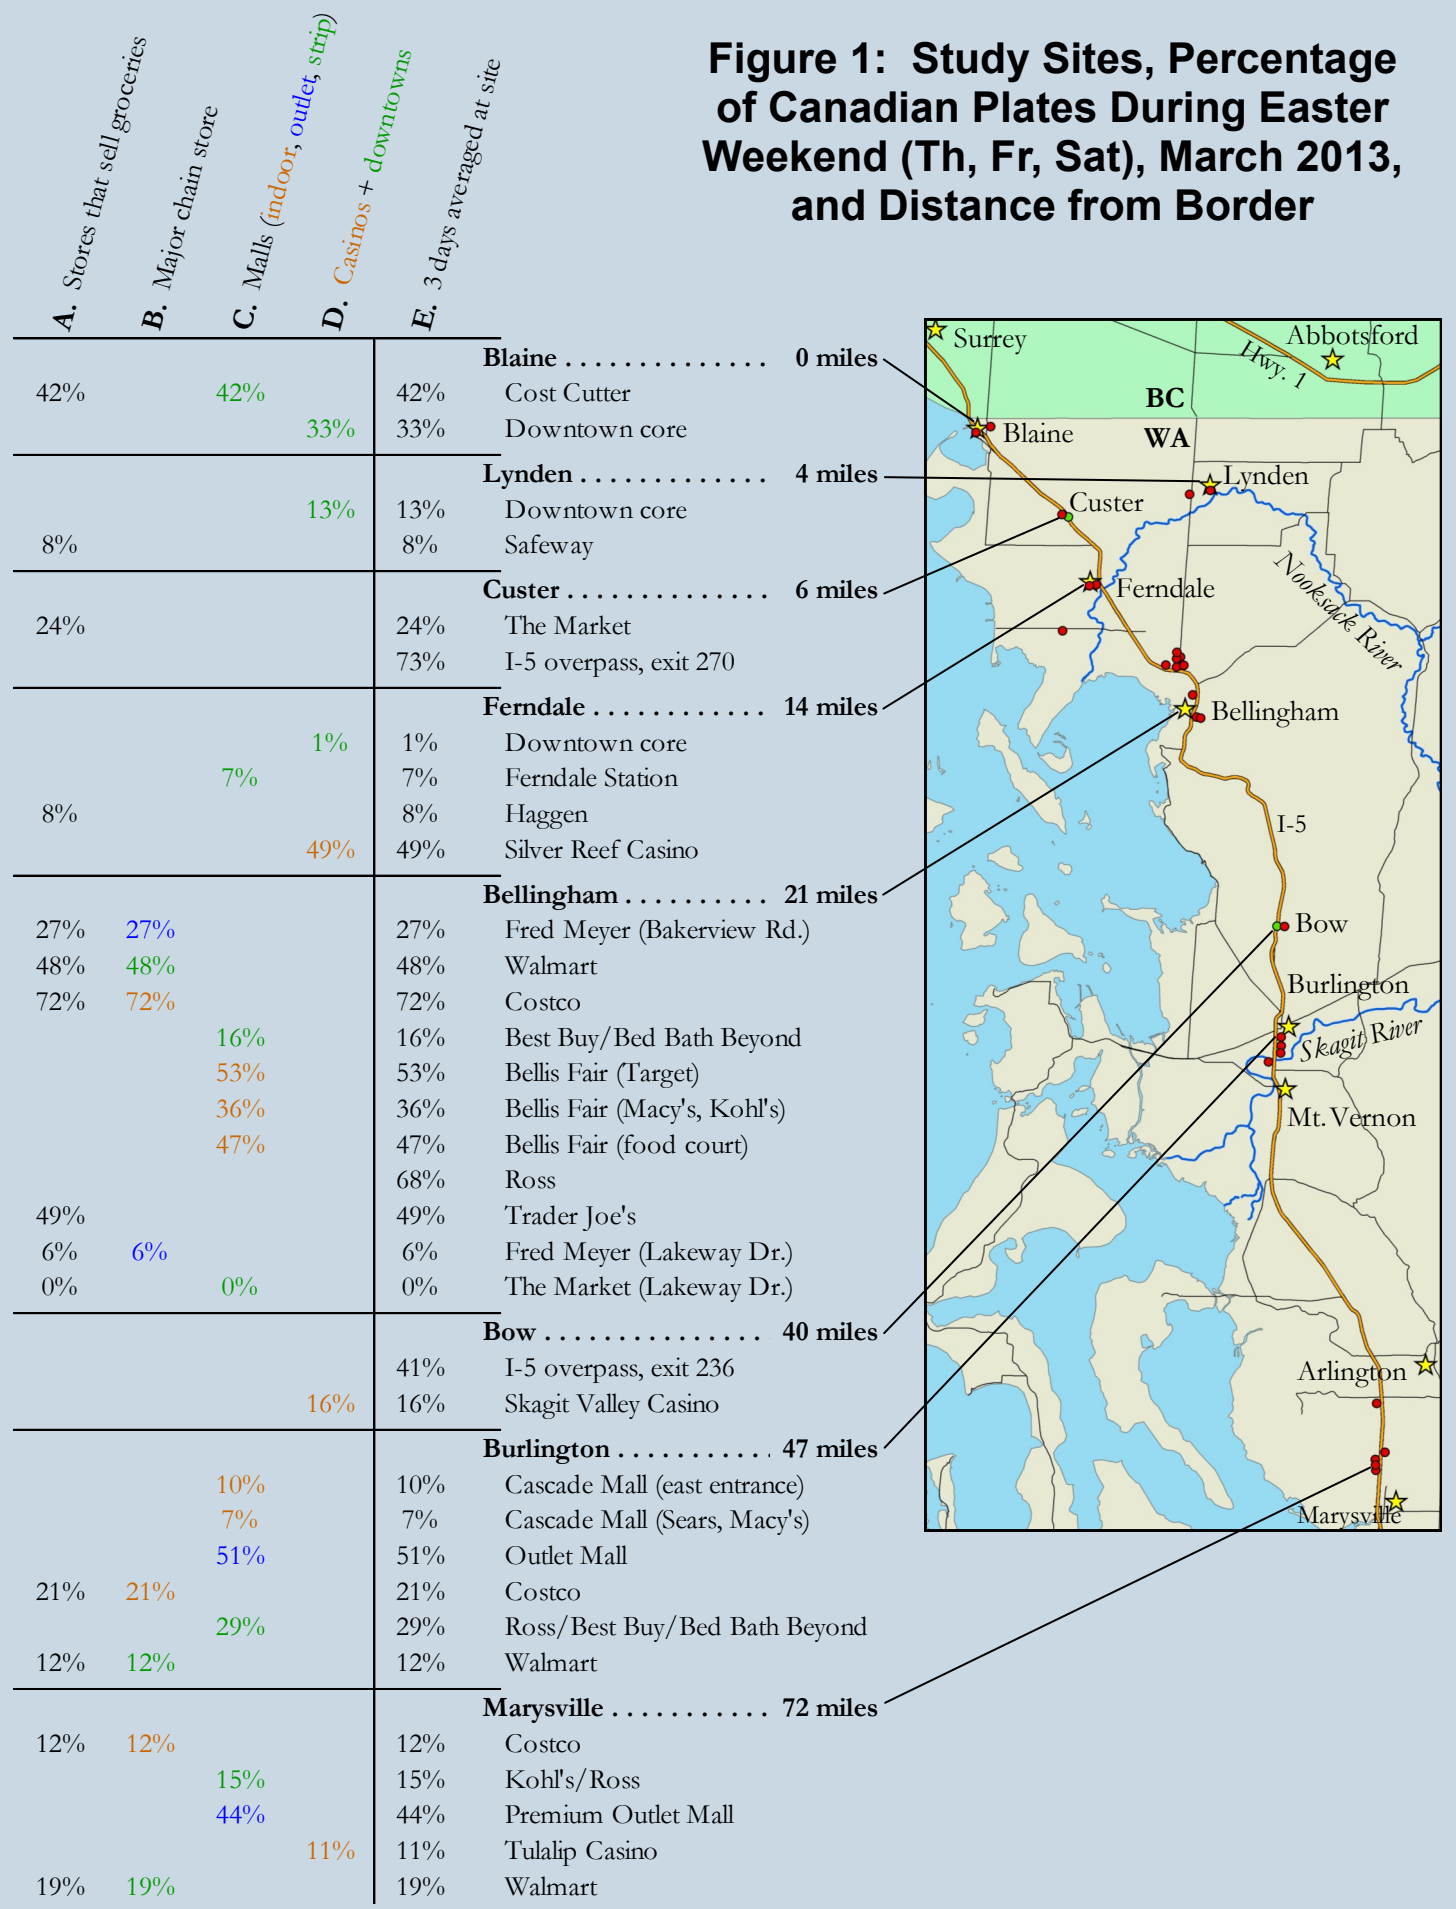 Figure 1: Study Sites, Percentage
of Canadian Plates During Easter
Weekend (Th, Fr, Sat), March 2013,
and Distance from Border
A. Stores that sell groceries
B. Major chain store
C. Malls (indoor, outlet, strip)
D. Casinos + downtowns
E. 3 days averaged at site
Blaine . . . . . . . . . . . . . . 0 miles
42% 42% 42% Cost Cutter
33% 33% Downtown core
Lynden . . . . . . . . . . . . . 4 miles
13% 13% Downtown core
8% 8% Safeway
Custer . . . . . . . . . . . . . . 6 miles
24% 24% The Market
73% I-5 overpass, exit 270
Ferndale . . . . . . . . . . . . 14 miles
1% 1% Downtown core
7% 7% Ferndale Station
8% 8% Haggen
49% 49% Silver Reef Casino
Bellingham . . . . . . . . . . 21 miles
27% 27% 27% Fred Meyer (Bakerview Rd.)
48% 48% 48% Walmart
72% 72% 72% Costco
16% 16% Best Buy/Bed Bath Beyond
53% 53% Bellis Fair (Target)
36% 36% Bellis Fair (Macy's, Kohl's)
47% 47% Bellis Fair (food court)
68% Ross
49% 49% Trader Joe's
6% 6% 6% Fred Meyer (Lakeway Dr.)
0% 0% 0% The Market (Lakeway Dr.)
Bow . . . . . . . . . . . . . . . 40 miles
41% I-5 overpass, exit 236
16% 16% Skagit Valley Casino
Burlington . . . . . . . . . . . 47 miles
10% 10% Cascade Mall (east entrance)
7% 7% Cascade Mall (Sears, Macy's)
51% 51% Outlet Mall
21% 21% 21% Costco
29% 29% Ross/Best Buy/Bed Bath Beyond
12% 12% 12% Walmart
Marysville . . . . . . . . . . . 72 miles
12% 12% 12% Costco
15% 15% Kohl's/Ross
44% 44% Premium Outlet Mall
11% 11% Tulalip Casino
19% 19% 19% Walmart
Surrey
Abbotsford
Hwy. 1
BC
WA
Blaine
Lynden
Custer
Ferndale
Nooksack River
Bellingham
I-5
Bow
Burlington
Skagit River
Mt. Vernon
Arlington
Marysville